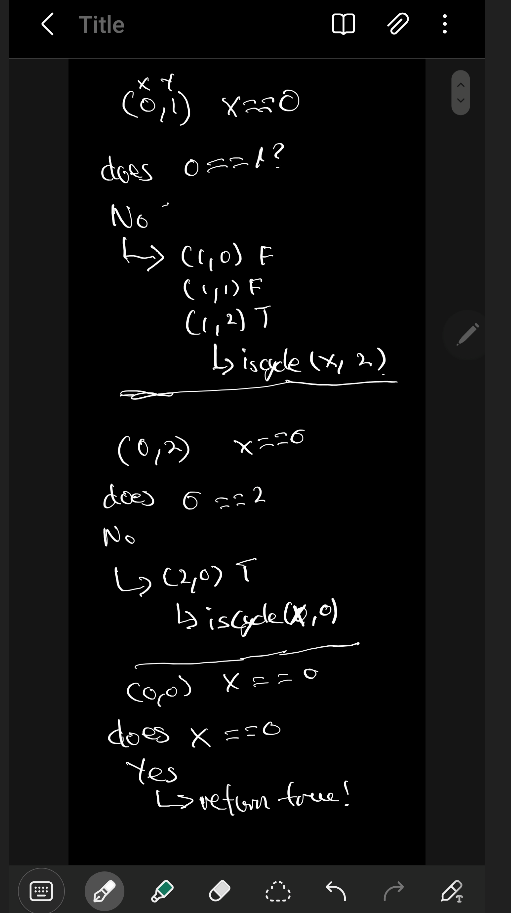 Title
x Y
(0,1) x==0
does 0==1?
No
↳ (1,0) F
(1,1) F
(1,2) T
↳ iscycle (x, 2)
(0,2) x==0
does 0==2
No
↳ (2,0) T
↳ iscycle(x,0)
(0,0) x==0
does x==0
Yes
↳ return true!